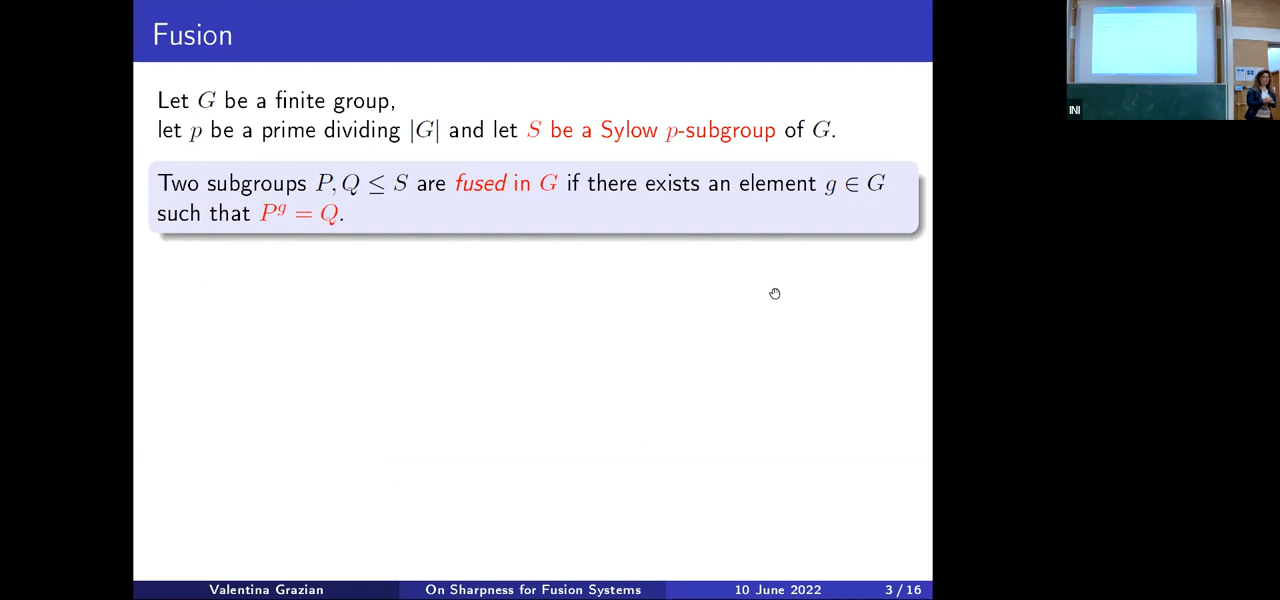 Fusion
Let G be a finite group,
let p be a prime dividing |G| and let S be a Sylow p-subgroup of G.
Two subgroups P, Q ≤ S are fused in G if there exists an element g ∈ G
such that P^g = Q.
INI
Valentina Grazian On Sharpness for Fusion Systems 10 June 2022 3 / 16